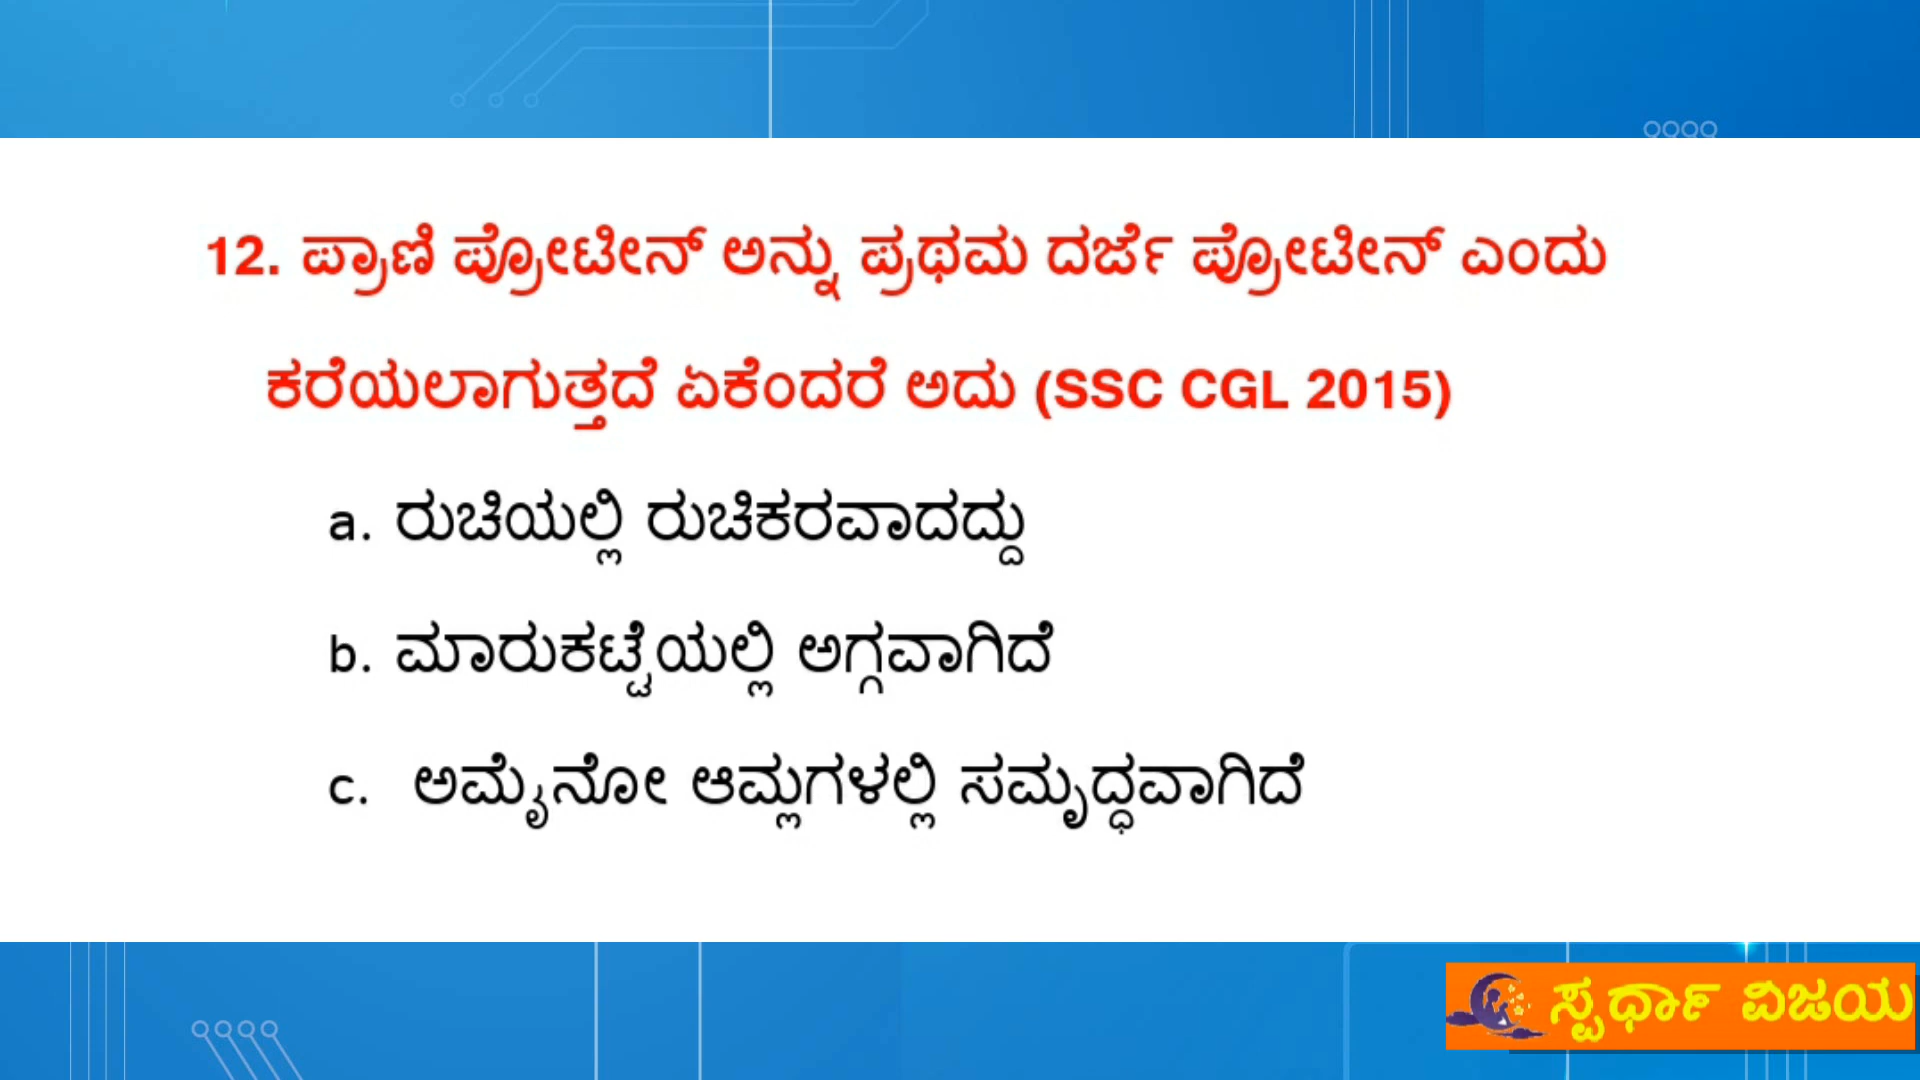 12. ಪ್ರಾಣಿ ಪ್ರೋಟೀನ್ ಅನ್ನು ಪ್ರಥಮ ದರ್ಜೆ ಪ್ರೋಟೀನ್ ಎಂದು
ಕರೆಯಲಾಗುತ್ತದೆ ಏಕೆಂದರೆ ಅದು (SSC CGL 2015)
a. ರುಚಿಯಲ್ಲಿ ರುಚಿಕರವಾದದ್ದು
b. ಮಾರುಕಟ್ಟೆಯಲ್ಲಿ ಅಗ್ಗವಾಗಿದೆ
c. ಅಮೈನೋ ಆಮ್ಲಗಳಲ್ಲಿ ಸಮೃದ್ಧವಾಗಿದೆ
ಸ್ಪರ್ಧಾ ವಿಜಯ